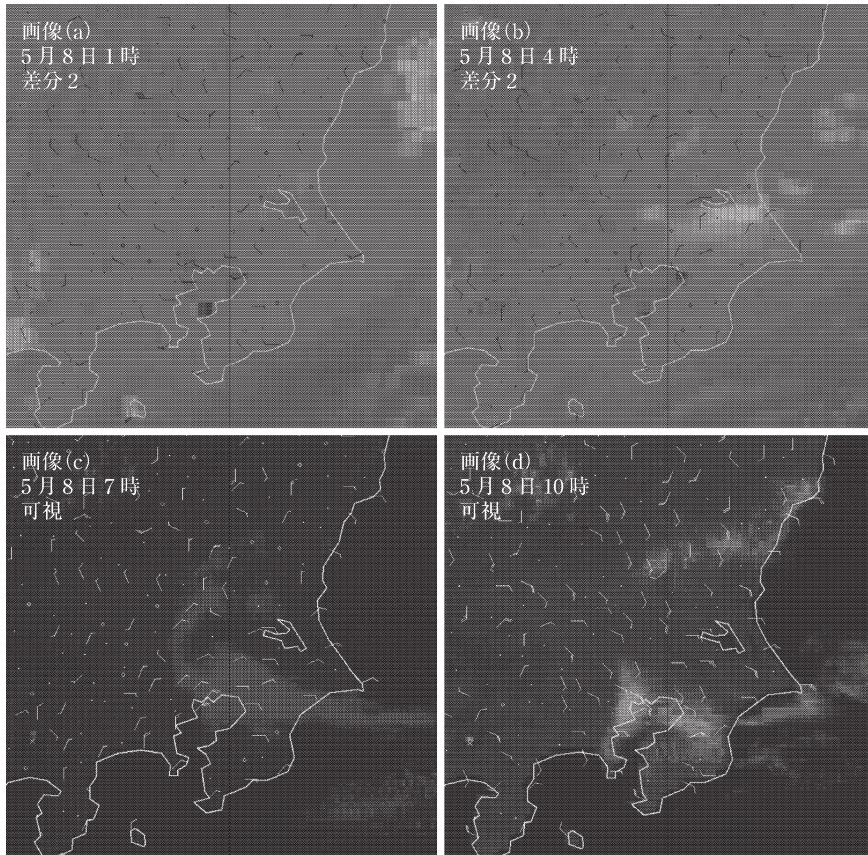 画像(a)
5月8日1時
差分2
画像(b)
5月8日4時
差分2
画像(c)
5月8日7時
可視
画像(d)
5月8日10時
可視